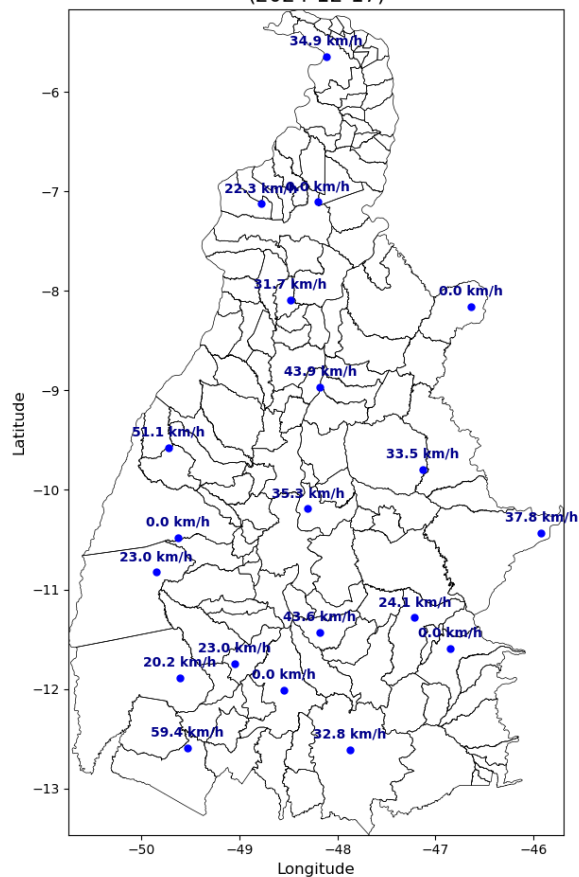 (2024-12-17)
34.9 km/h
22.3 km/h
0.0 km/h
31.7 km/h
0.0 km/h
43.9 km/h
51.1 km/h
33.5 km/h
35.3 km/h
0.0 km/h
37.8 km/h
23.0 km/h
24.1 km/h
43.6 km/h
0.0 km/h
23.0 km/h
20.2 km/h
0.0 km/h
59.4 km/h
32.8 km/h
−6
−7
−8
−9
−10
−11
−12
−13
Latitude
−50
−49
−48
−47
−46
Longitude